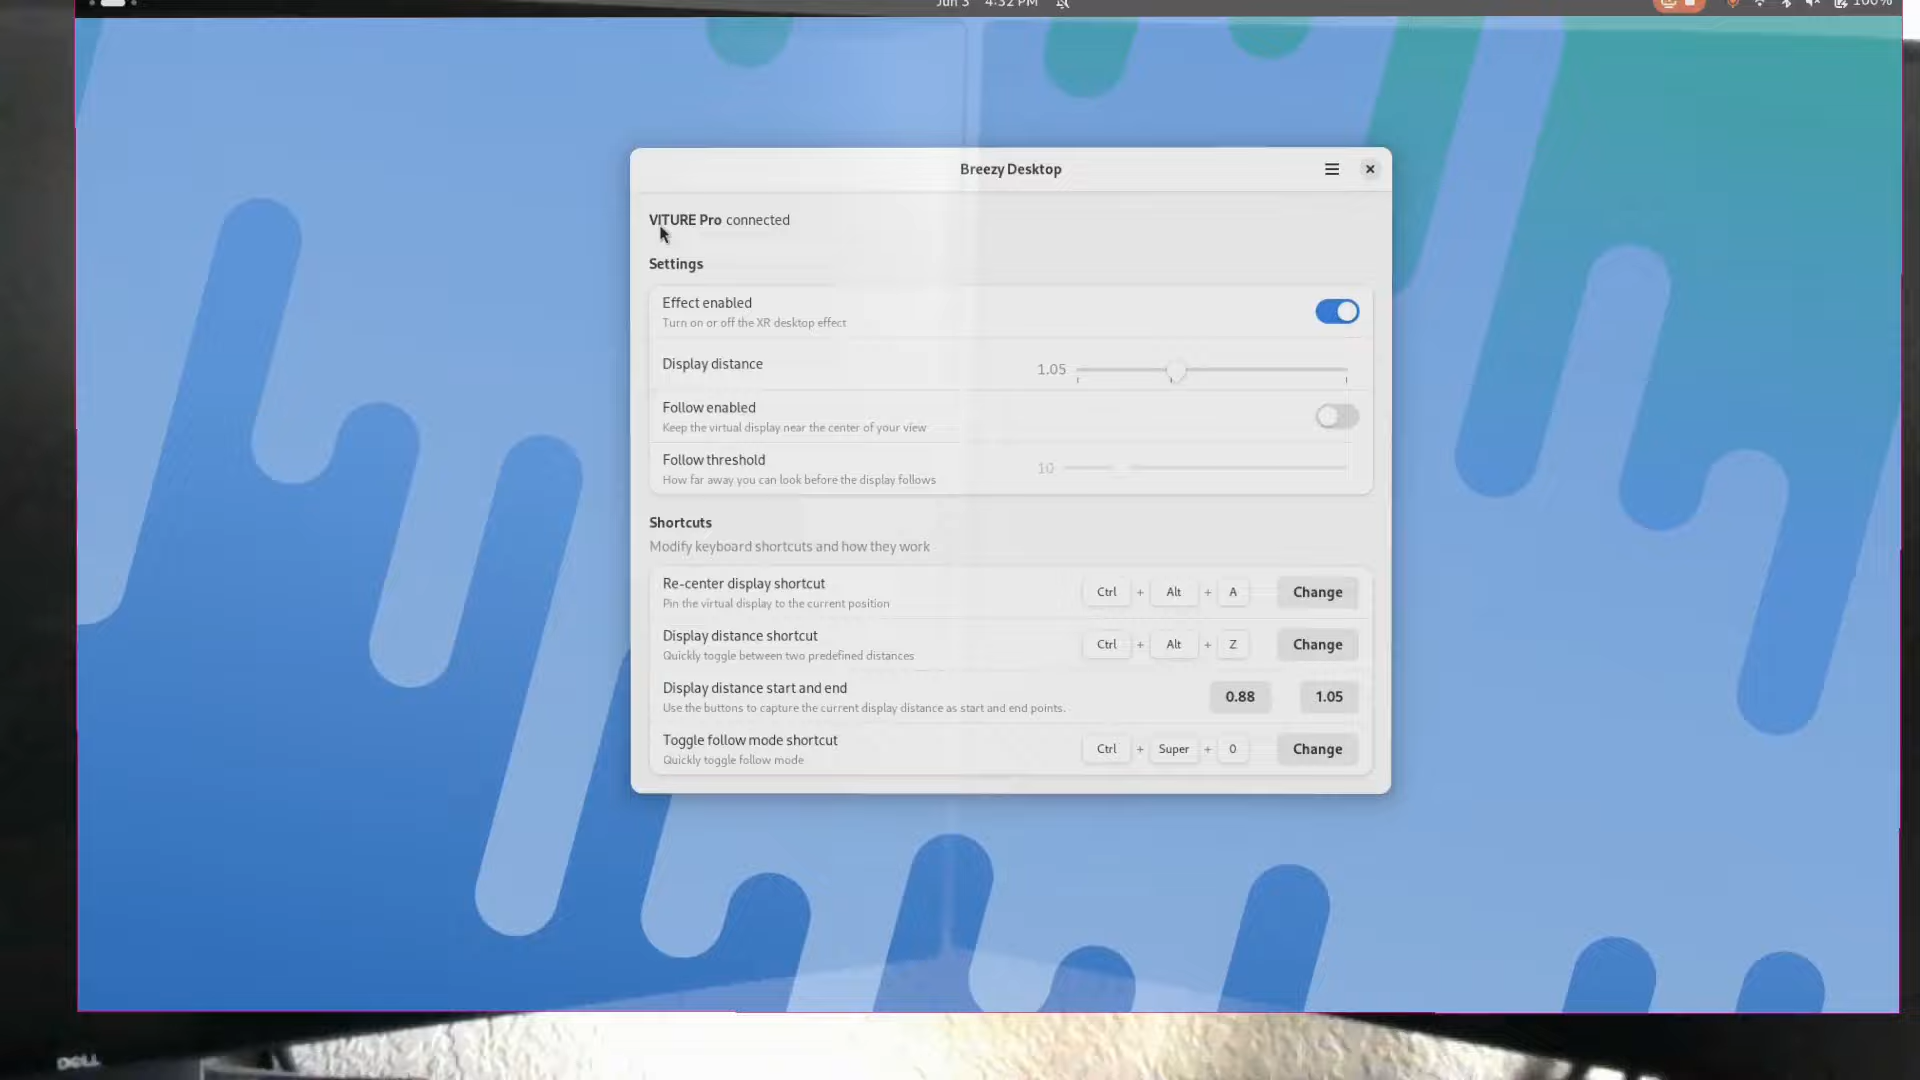 Jun 3 4:32 PM
100%
Breezy Desktop
VITURE Pro connected
Settings
Effect enabled
Turn on or off the XR desktop effect
Display distance
1.05
Follow enabled
Keep the virtual display near the center of your view
Follow threshold
How far away you can look before the display follows
10
Shortcuts
Modify keyboard shortcuts and how they work
Re-center display shortcut
Pin the virtual display to the current position
Ctrl + Alt + A Change
Display distance shortcut
Quickly toggle between two predefined distances
Ctrl + Alt + Z Change
Display distance start and end
Use the buttons to capture the current display distance as start and end points.
0.88 1.05
Toggle follow mode shortcut
Quickly toggle follow mode
Ctrl + Super + 0 Change
DELL